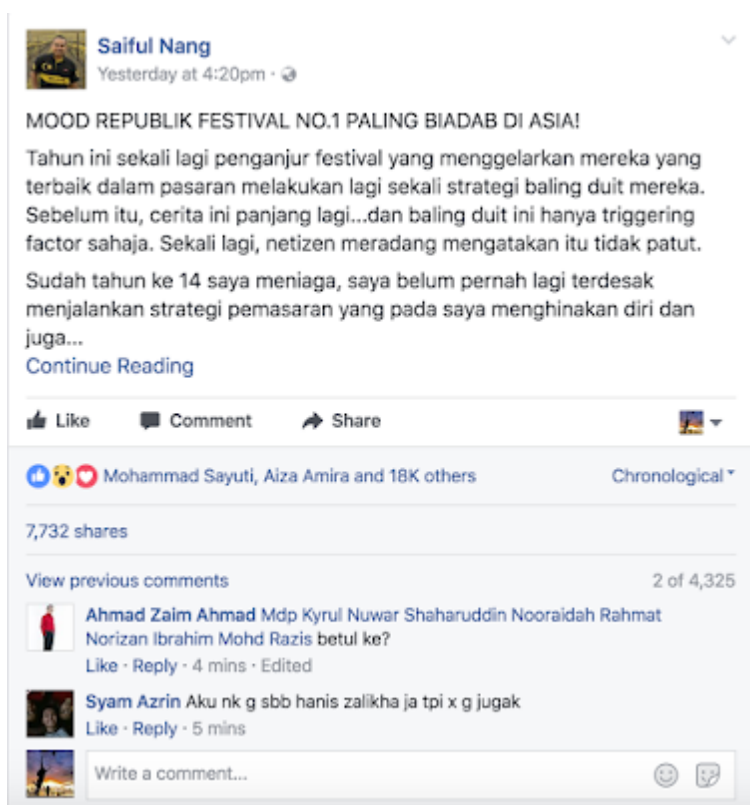 Saiful Nang
Yesterday at 4:20pm ·
MOOD REPUBLIK FESTIVAL NO.1 PALING BIADAB DI ASIA!
Tahun ini sekali lagi penganjur festival yang menggelarkan mereka yang
terbaik dalam pasaran melakukan lagi sekali strategi baling duit mereka.
Sebelum itu, cerita ini panjang lagi...dan baling duit ini hanya triggering
factor sahaja. Sekali lagi, netizen meradang mengatakan itu tidak patut.
Sudah tahun ke 14 saya meniaga, saya belum pernah lagi terdesak
menjalankan strategi pemasaran yang pada saya menghinakan diri dan
juga...
Continue Reading
Like Comment Share
Mohammad Sayuti, Aiza Amira and 18K others Chronological
7,732 shares
View previous comments 2 of 4,325
Ahmad Zaim Ahmad Mdp Kyrul Nuwar Shaharuddin Nooraidah Rahmat
Norizan Ibrahim Mohd Razis betul ke?
Like · Reply · 4 mins · Edited
Syam Azrin Aku nk g sbb hanis zalikha ja tpi x g jugak
Like · Reply · 5 mins
Write a comment...